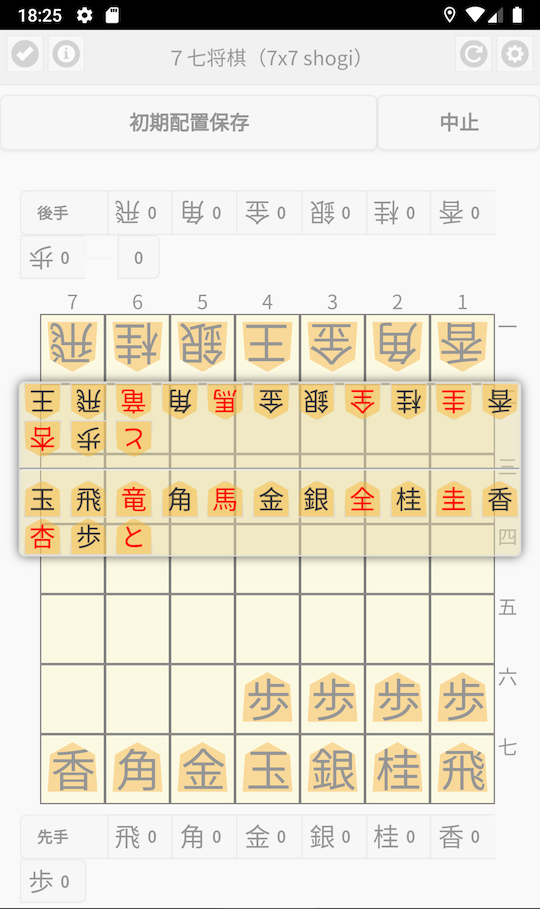 18:25
7 七将棋（7x7 shogi）
初期配置保存 中止
後手 飛 0 角 0 金 0 銀 0 桂 0 香 0
歩 0 0
7 6 5 4 3 2 1
飛 桂 銀 王 金 角 香 一
王 飛 竜 角 馬 金 銀 全 桂 圭 香
杏 歩 と
三
玉 飛 竜 角 馬 金 銀 全 桂 圭 香
杏 歩 と 四
五
歩 歩 歩 歩 六
香 角 金 玉 銀 桂 飛 七
先手 飛 0 角 0 金 0 銀 0 桂 0 香 0
歩 0